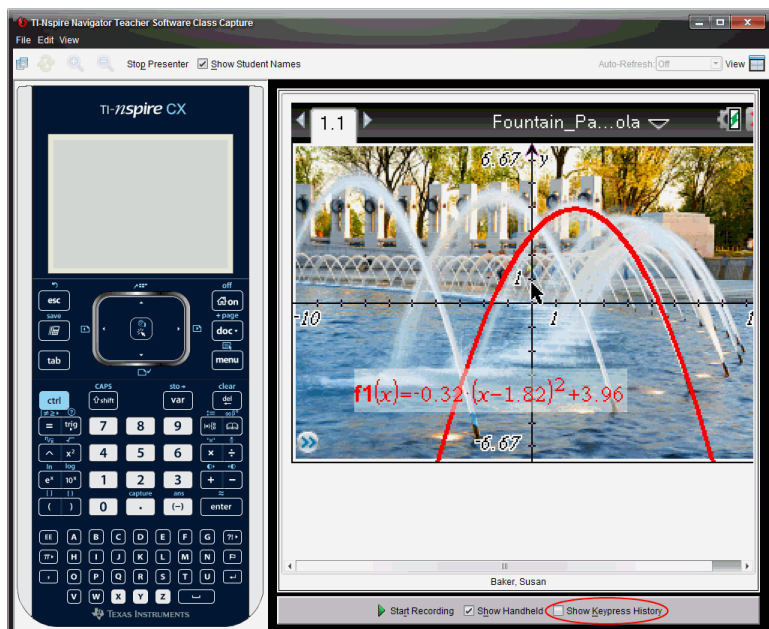 TI-Nspire Navigator Teacher Software Class Capture
File Edit View
Stop Presenter Show Student Names Auto-Refresh: Off View
TI-nspire CX
1.1 Fountain_Pa...ola
6.67 y
1
-10 1 1
f1(x)=-0.32·(x-1.82)2+3.96
-6.67
off
esc on
save +page
doc
tab menu
CAPS sto→ clear
ctrl shift var del
= trig 7 8 9
^ x² 4 5 6 × ÷
ln log
eˣ 10ˣ 1 2 3 + −
capture ans ≈
( ) 0 . (−) enter
EE A B C D E F G ?!
π H I J K L M N
, O P Q R S T U
V W X Y Z
TEXAS INSTRUMENTS
Baker, Susan
Start Recording Show Handheld Show Keypress History